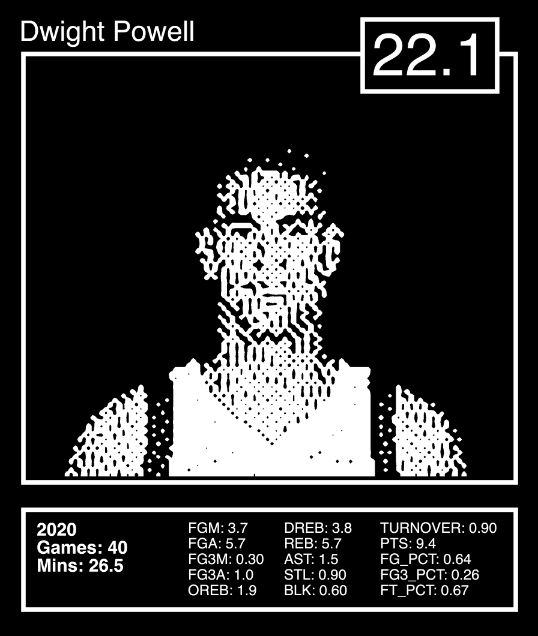 Dwight Powell
22.1
2020
Games: 40
Mins: 26.5
FGM: 3.7
FGA: 5.7
FG3M: 0.30
FG3A: 1.0
OREB: 1.9
DREB: 3.8
REB: 5.7
AST: 1.5
STL: 0.90
BLK: 0.60
TURNOVER: 0.90
PTS: 9.4
FG_PCT: 0.64
FG3_PCT: 0.26
FT_PCT: 0.67